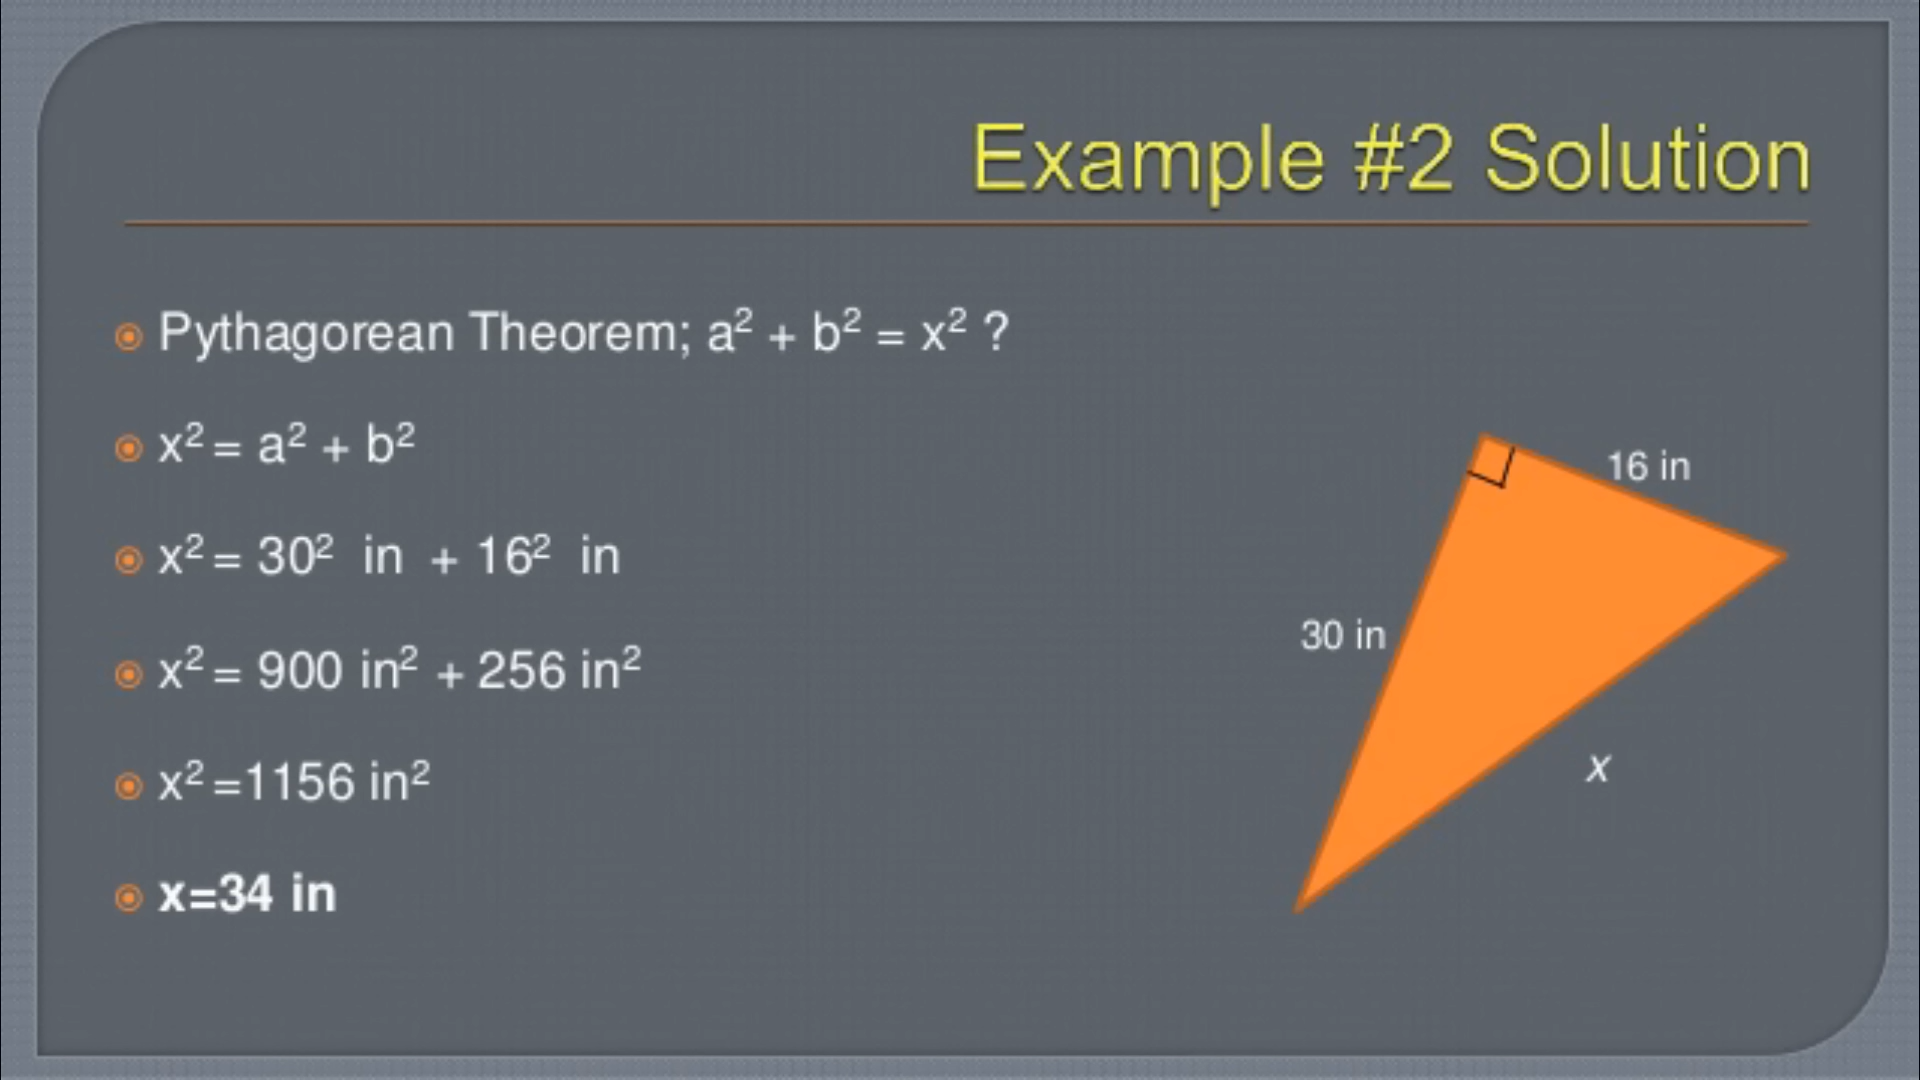 Example #2 Solution
Pythagorean Theorem; a² + b² = x² ?
x² = a² + b²
x² = 30² in + 16² in
x² = 900 in² + 256 in²
x² =1156 in²
x=34 in
16 in
30 in
x